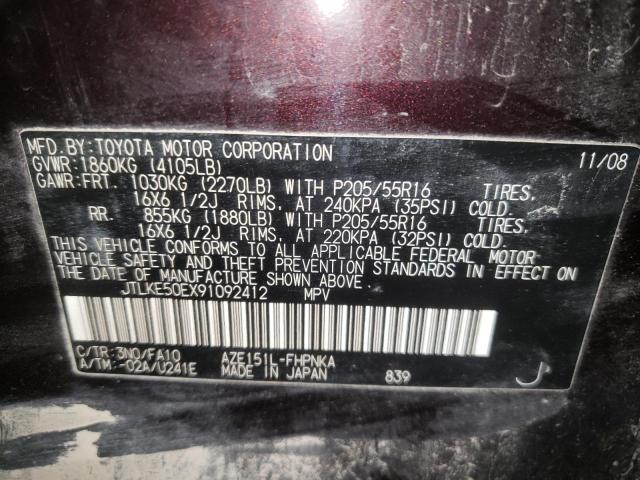 MFD.BY:TOYOTA MOTOR CORPORATION 11/08
GVWR:1860KG (4105LB)
GAWR:FRT. 1030KG (2270LB) WITH P205/55R16 TIRES,
16X6 1/2J RIMS, AT 240KPA (35PSI) COLD.
RR. 855KG (1880LB) WITH P205/55R16 TIRES,
16X6 1/2J RIMS, AT 220KPA (32PSI) COLD.
THIS VEHICLE CONFORMS TO ALL APPLICABLE FEDERAL MOTOR
VEHICLE SAFETY AND THEFT PREVENTION STANDARDS IN EFFECT ON
THE DATE OF MANUFACTURE SHOWN ABOVE.
JTLKE50EX91092412 MPV
C/TR:3N0/FA10 AZE151L-FHPNKA
A/TM:-02A/U241E MADE IN JAPAN 839 J